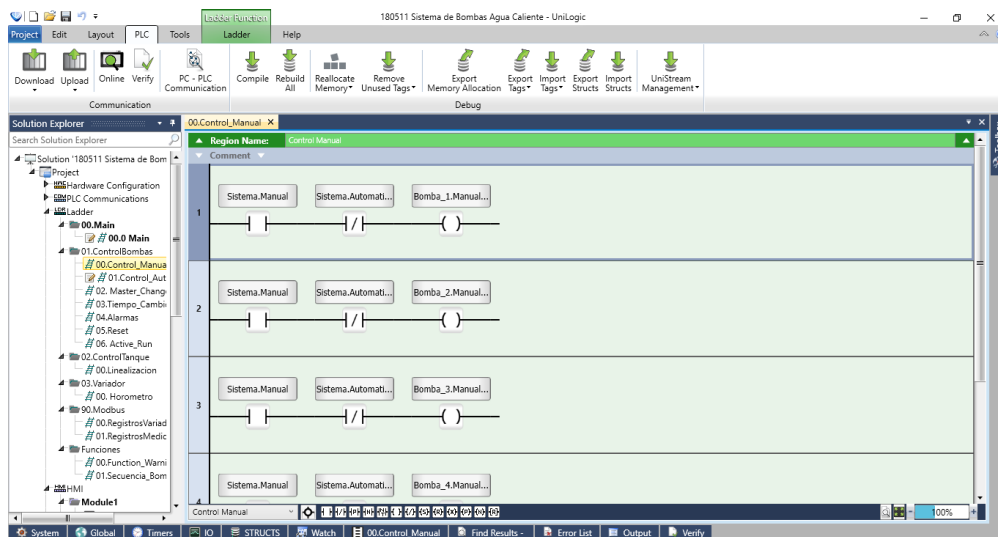 Ladder Function
180511 Sistema de Bombas Agua Caliente - UniLogic
Project Edit Layout PLC Tools Ladder Help
Download Upload Online Verify PC - PLC Communication Compile Rebuild All Reallocate Memory Remove Unused Tags Export Memory Allocation Export Tags Import Tags Export Structs Import Structs UniStream Management
Communication Debug
Solution Explorer 00.Control_Manual
Search Solution Explorer
Region Name: Control Manual
Comment
Solution '180511 Sistema de Bom
Project
Hardware Configuration
PLC Communications
Ladder
00.Main
00.0 Main
01.ControlBombas
00.Control_Manua
01.Control_Aut
02. Master_Chang
03.Tiempo_Cambi
04.Alarmas
05.Reset
06. Active_Run
02.ControlTanque
00.Linealizacion
03.Variador
00. Horometro
90.Modbus
00.RegistrosVariad
01.RegistrosMedic
Funciones
00.Function_Warni
01.Secuencia_Bom
HMI
Module1
1
Sistema.Manual Sistema.Automati... Bomba_1.Manual...
2
Sistema.Manual Sistema.Automati... Bomba_2.Manual...
3
Sistema.Manual Sistema.Automati... Bomba_3.Manual...
4
Sistema.Manual Sistema.Automati... Bomba_4.Manual...
Control Manual 100%
System Global Timers IO STRUCTS Watch 00.Control_Manual Find Results - Error List Output Verify